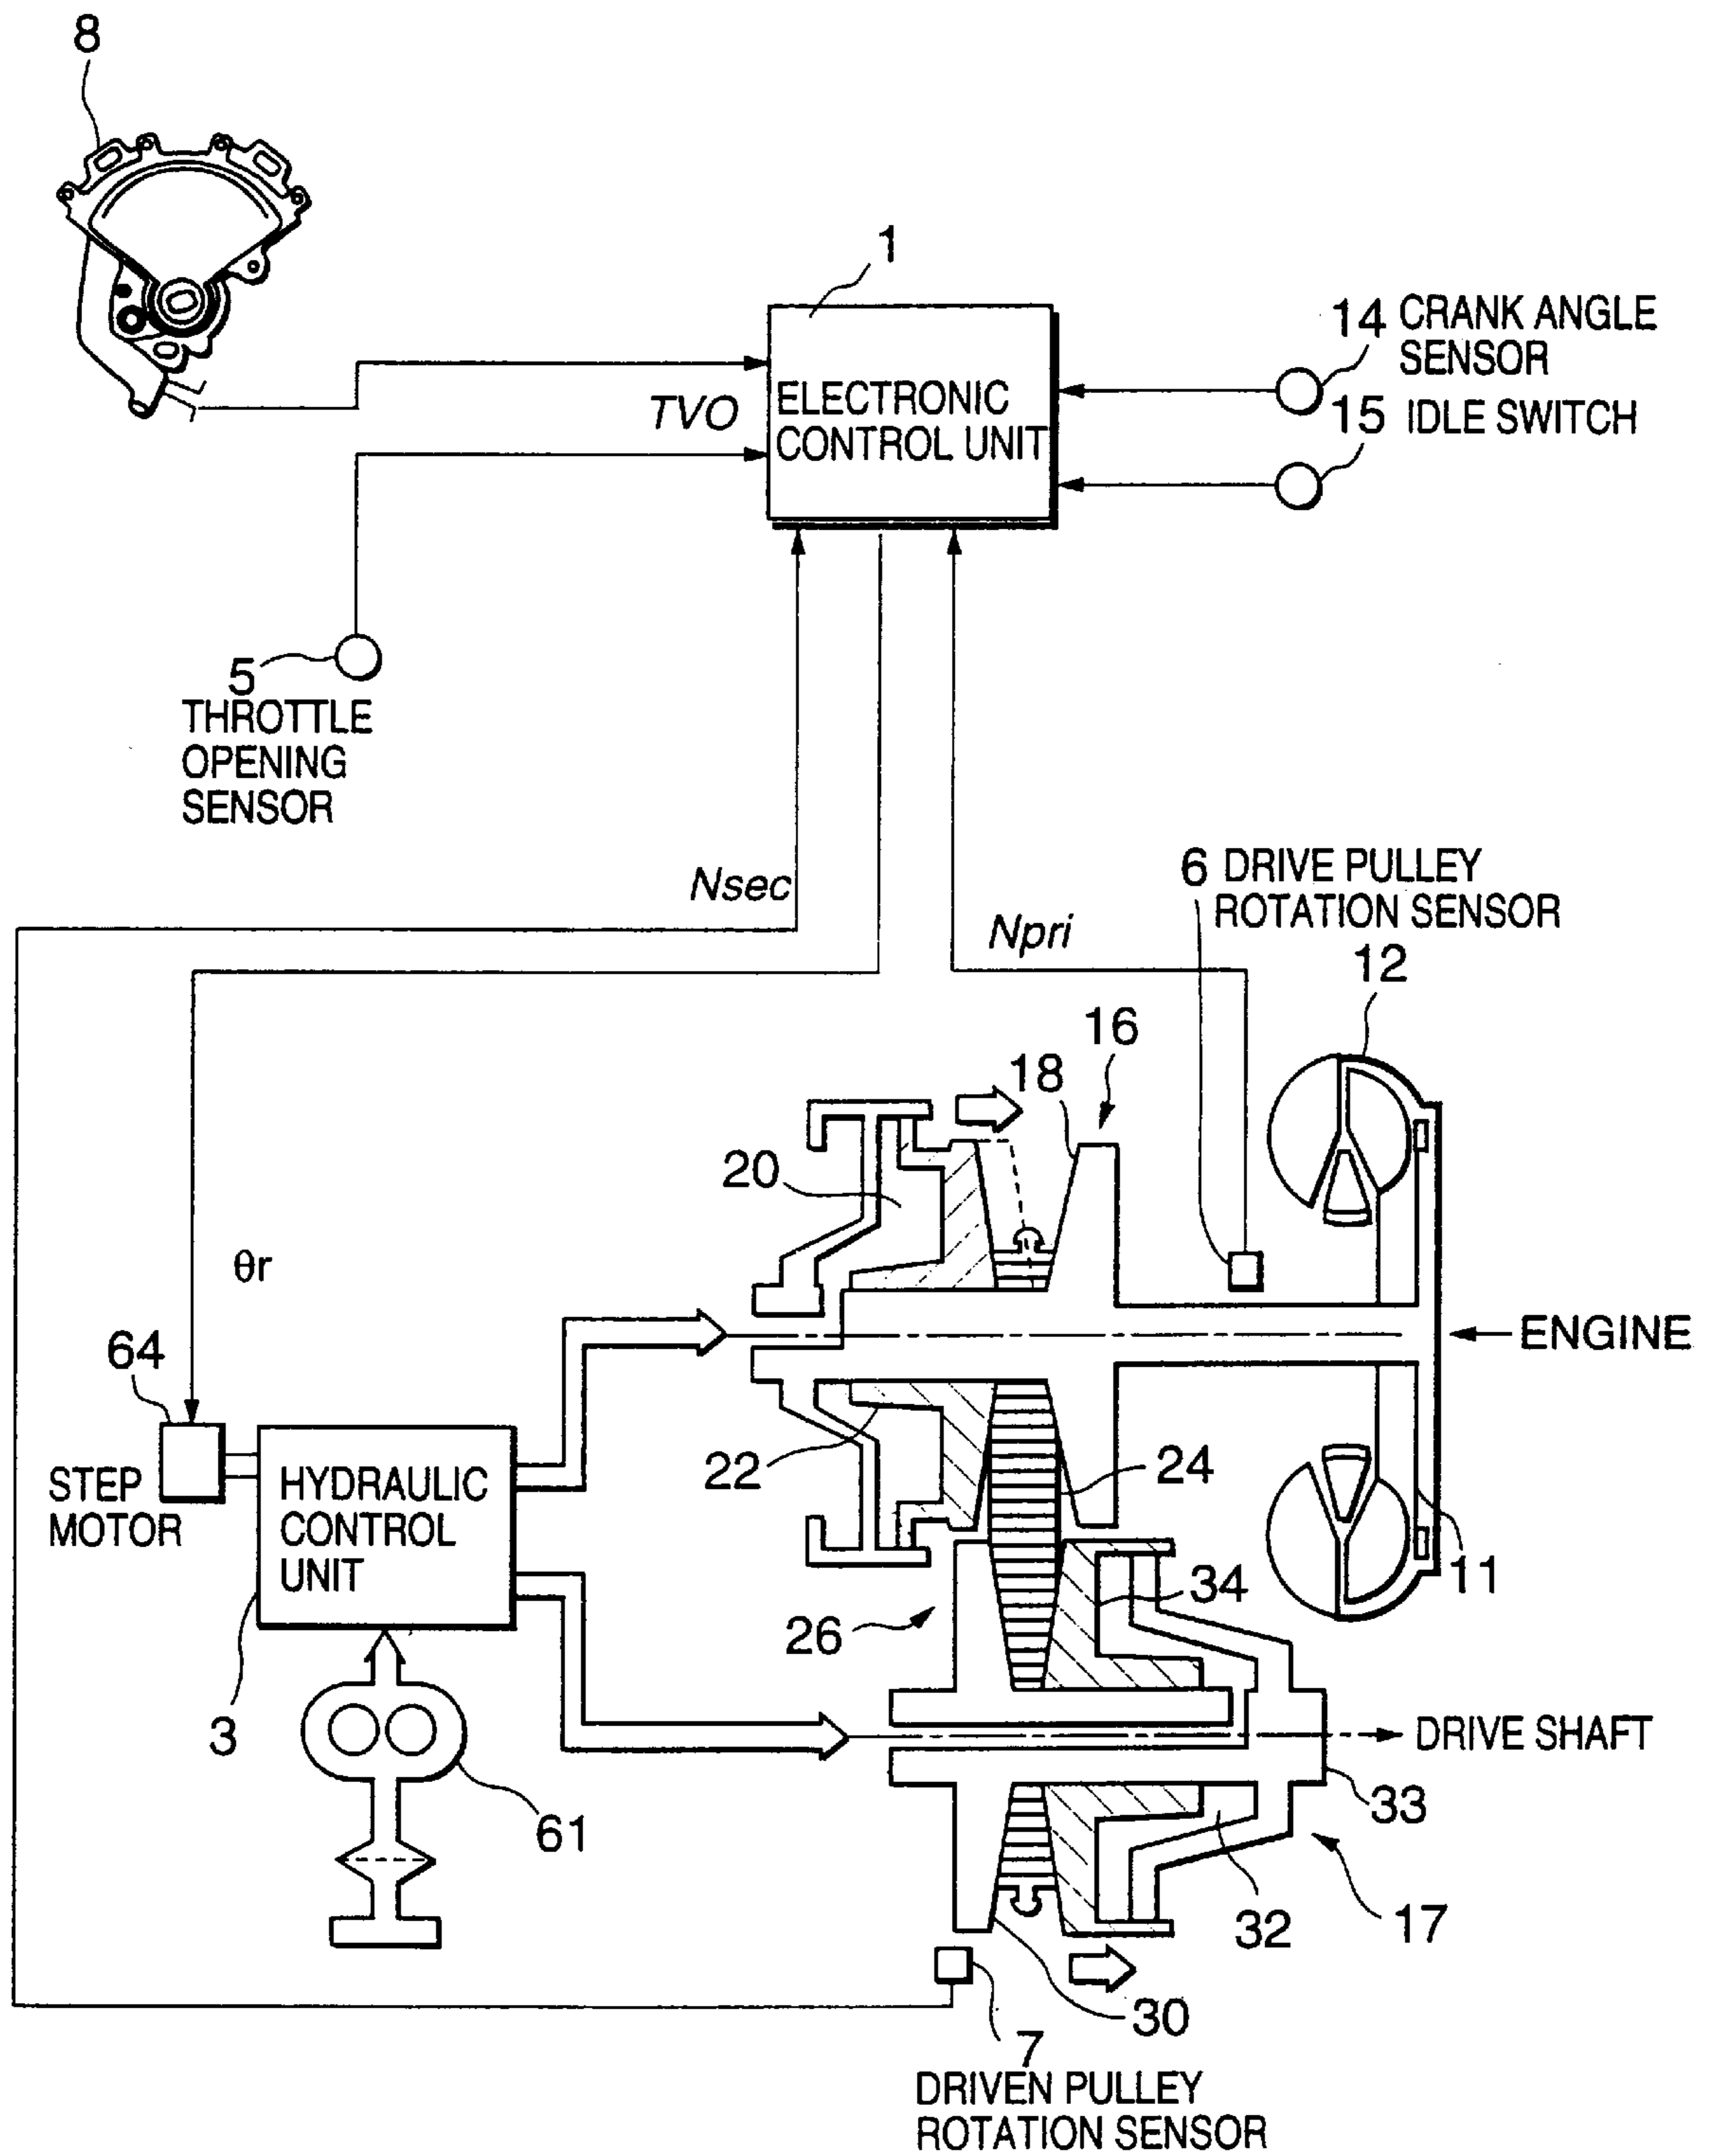 8
1
14 CRANK ANGLE
SENSOR
15 IDLE SWITCH
TVO
ELECTRONIC
CONTROL UNIT
5
THROTTLE
OPENING
SENSOR
Nsec
Npri
6 DRIVE PULLEY
ROTATION SENSOR
12
16
18
20
θr
64
ENGINE
STEP
MOTOR
HYDRAULIC
CONTROL
UNIT
22
24
11
34
26
3
DRIVE SHAFT
61
33
32
17
30
7
DRIVEN PULLEY
ROTATION SENSOR